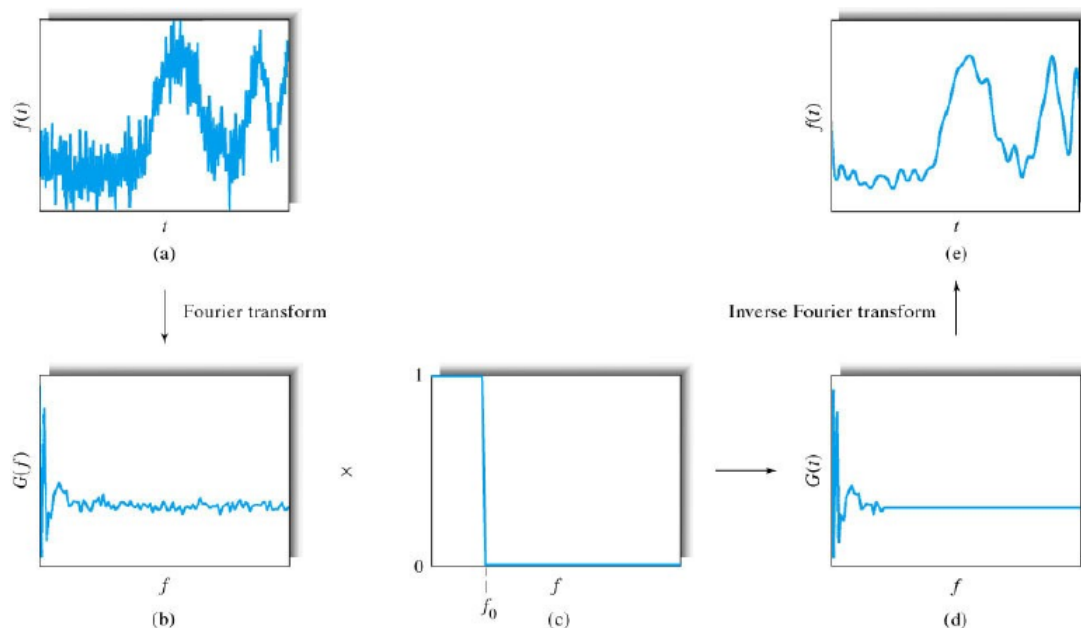 f(t)
t
(a)
Fourier transform
G(f)
f
(b)
×
1
0
f
f0
(c)
f(t)
t
(e)
Inverse Fourier transform
G(t)
f
(d)